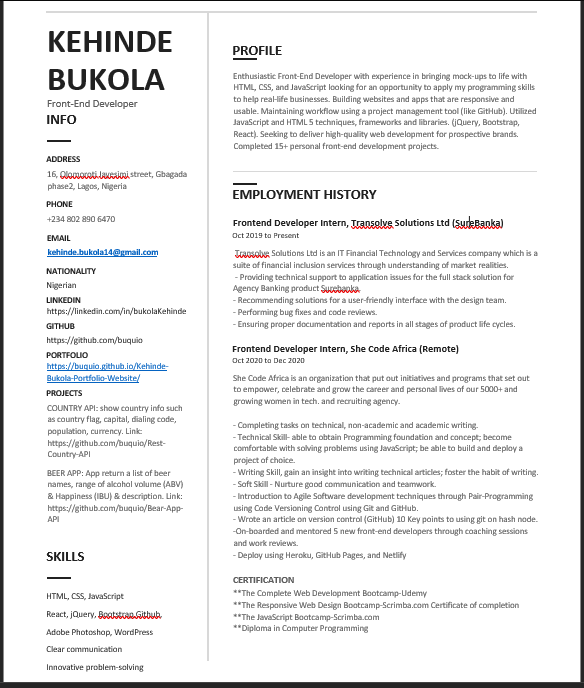 KEHINDE
BUKOLA
Front-End Developer
INFO
ADDRESS
16, Olomoroti Jayesimi street, Gbagada
phase2, Lagos, Nigeria
PHONE
+234 802 890 6470
EMAIL
kehinde.bukola14@gmail.com
NATIONALITY
Nigerian
LINKEDIN
https://linkedin.com/in/bukolaKehinde
GITHUB
https://github.com/buquio
PORTFOLIO
https://buquio.github.io/Kehinde-
Bukola-Portfolio-Website/
PROJECTS
COUNTRY API: show country info such
as country flag, capital, dialing code,
population, currency. Link:
https://github.com/buquio/Rest-
Country-API
BEER APP: App return a list of beer
names, range of alcohol volume (ABV)
& Happiness (IBU) & description. Link:
https://github.com/buquio/Bear-App-
API
SKILLS
HTML, CSS, JavaScript
React, jQuery, Bootstrap,Github,
Adobe Photoshop, WordPress
Clear communication
Innovative problem-solving
PROFILE
Enthusiastic Front-End Developer with experience in bringing mock-ups to life with
HTML, CSS, and JavaScript looking for an opportunity to apply my programming skills
to help real-life businesses. Building websites and apps that are responsive and
usable. Maintaining workflow using a project management tool (like GitHub). Utilized
JavaScript and HTML 5 techniques, frameworks and libraries. (jQuery, Bootstrap,
React). Seeking to deliver high-quality web development for prospective brands.
Completed 15+ personal front-end development projects.
EMPLOYMENT HISTORY
Frontend Developer Intern, Transolve Solutions Ltd (SureBanka)
Oct 2019 to Present
Transolve Solutions Ltd is an IT Financial Technology and Services company which is a
suite of financial inclusion services through understanding of market realities.
- Providing technical support to application issues for the full stack solution for
Agency Banking product Surebanka.
- Recommending solutions for a user-friendly interface with the design team.
- Performing bug fixes and code reviews.
- Ensuring proper documentation and reports in all stages of product life cycles.
Frontend Developer Intern, She Code Africa (Remote)
Oct 2020 to Dec 2020
She Code Africa is an organization that put out initiatives and programs that set out
to empower, celebrate and grow the career and personal lives of our 5000+ and
growing women in tech. and recruiting agency.
- Completing tasks on technical, non-academic and academic writing.
- Technical Skill- able to obtain Programming foundation and concept; become
comfortable with solving problems using JavaScript; be able to build and deploy a
project of choice.
- Writing Skill, gain an insight into writing technical articles; foster the habit of writing.
- Soft Skill - Nurture good communication and teamwork.
- Introduction to Agile Software development techniques through Pair-Programming
using Code Versioning Control using Git and GitHub.
- Wrote an article on version control (GitHub) 10 Key points to using git on hash node.
-On-boarded and mentored 5 new front-end developers through coaching sessions
and work reviews.
- Deploy using Heroku, GitHub Pages, and Netlify
CERTIFICATION
**The Complete Web Development Bootcamp-Udemy
**The Responsive Web Design Bootcamp-Scrimba.com Certificate of completion
**The JavaScript Bootcamp-Scrimba.com
**Diploma in Computer Programming